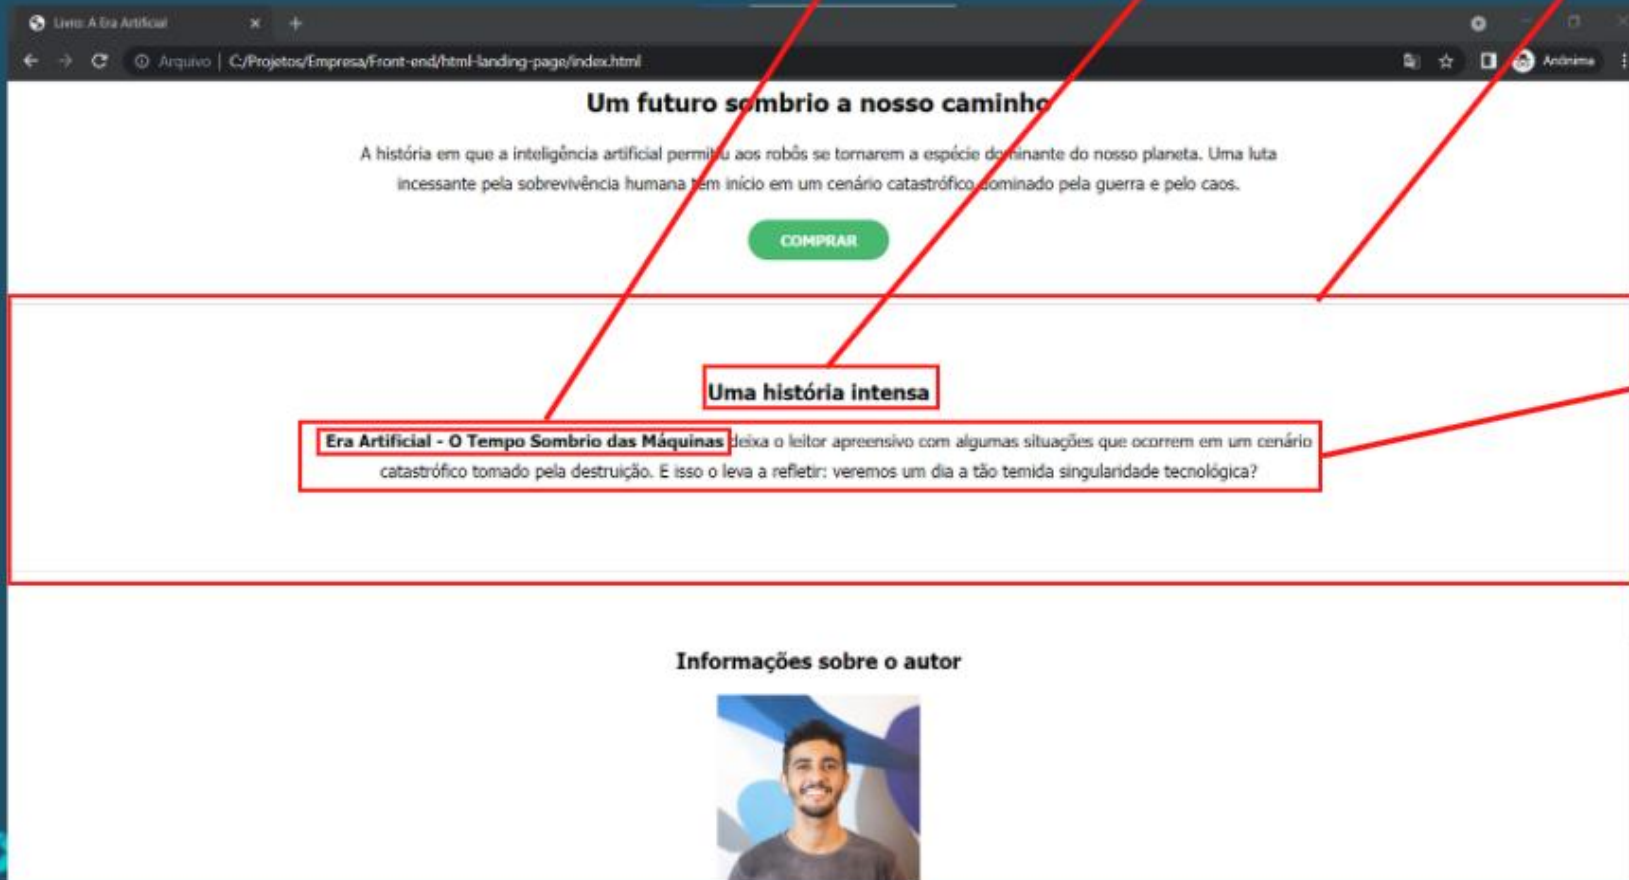 Livro: A Era Artificial
Arquivo | C:/Projetos/Empresa/Front-end/html-landing-page/index.html
Anônima
Um futuro sombrio a nosso caminho
A história em que a inteligência artificial permitiu aos robôs se tornarem a espécie dominante do nosso planeta. Uma luta
incessante pela sobrevivência humana tem início em um cenário catastrófico dominado pela guerra e pelo caos.
COMPRAR
Uma história intensa
Era Artificial - O Tempo Sombrio das Máquinas deixa o leitor apreensivo com algumas situações que ocorrem em um cenário
catastrófico tomado pela destruição. E isso o leva a refletir: veremos um dia a tão temida singularidade tecnológica?
Informações sobre o autor